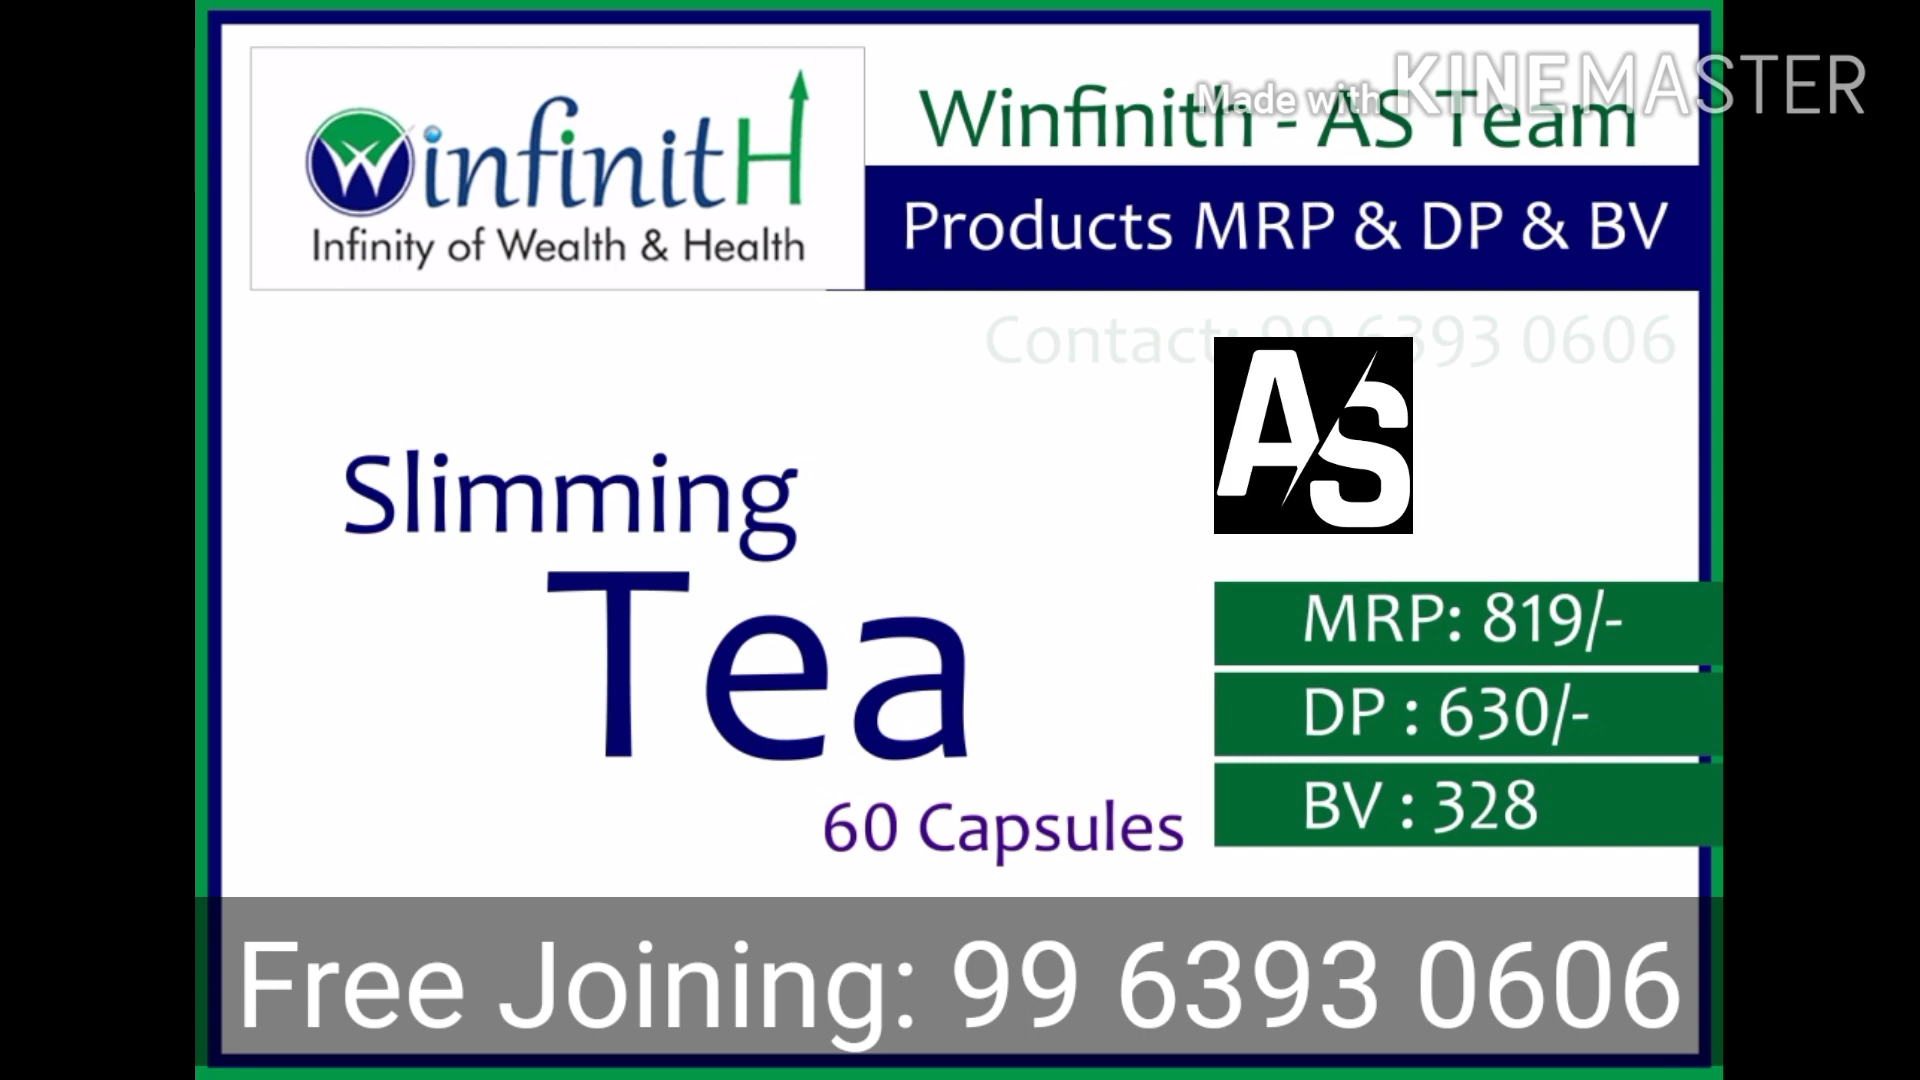 WinfinitH
Infinity of Wealth & Health
Made with KINEMASTER
Winfinith - AS Team
Products MRP & DP & BV
Contact: 99 6393 0606
AS
Slimming
Tea
60 Capsules
MRP: 819/-
DP : 630/-
BV : 328
Free Joining: 99 6393 0606